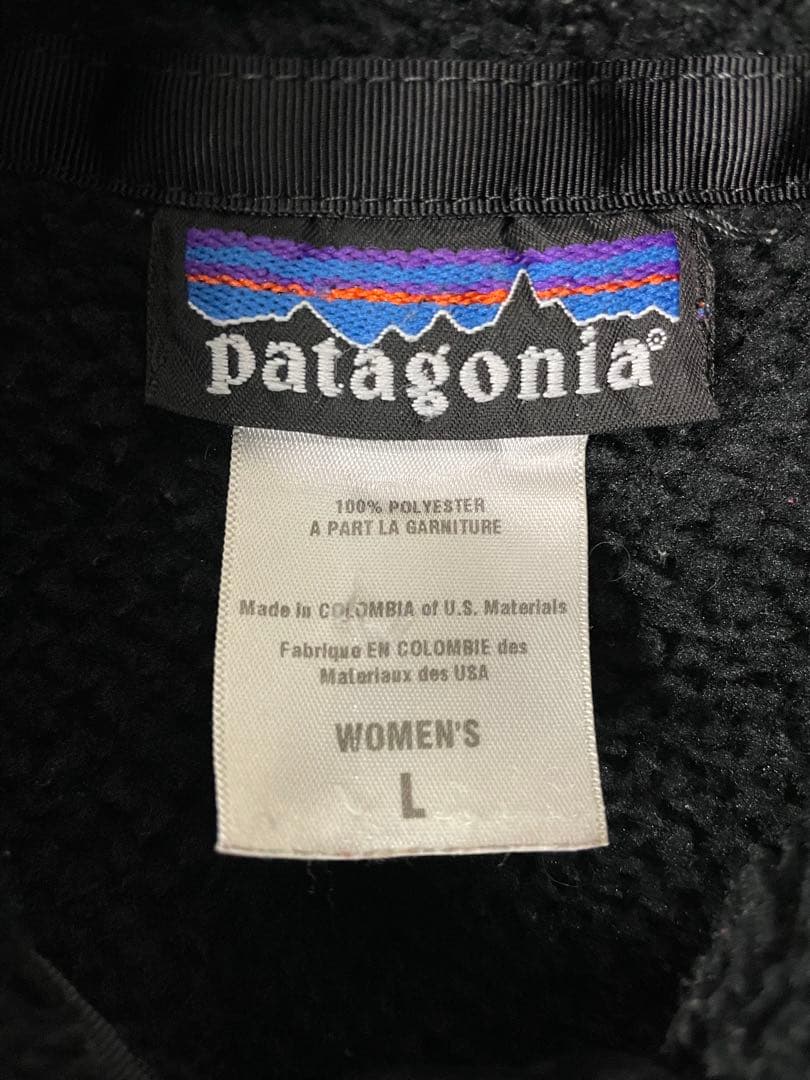 patagonia®
100% POLYESTER
A PART LA GARNITURE
Made in COLOMBIA of U.S. Materials
Fabrique EN COLOMBIE des
Materiaux des USA
WOMEN'S
L